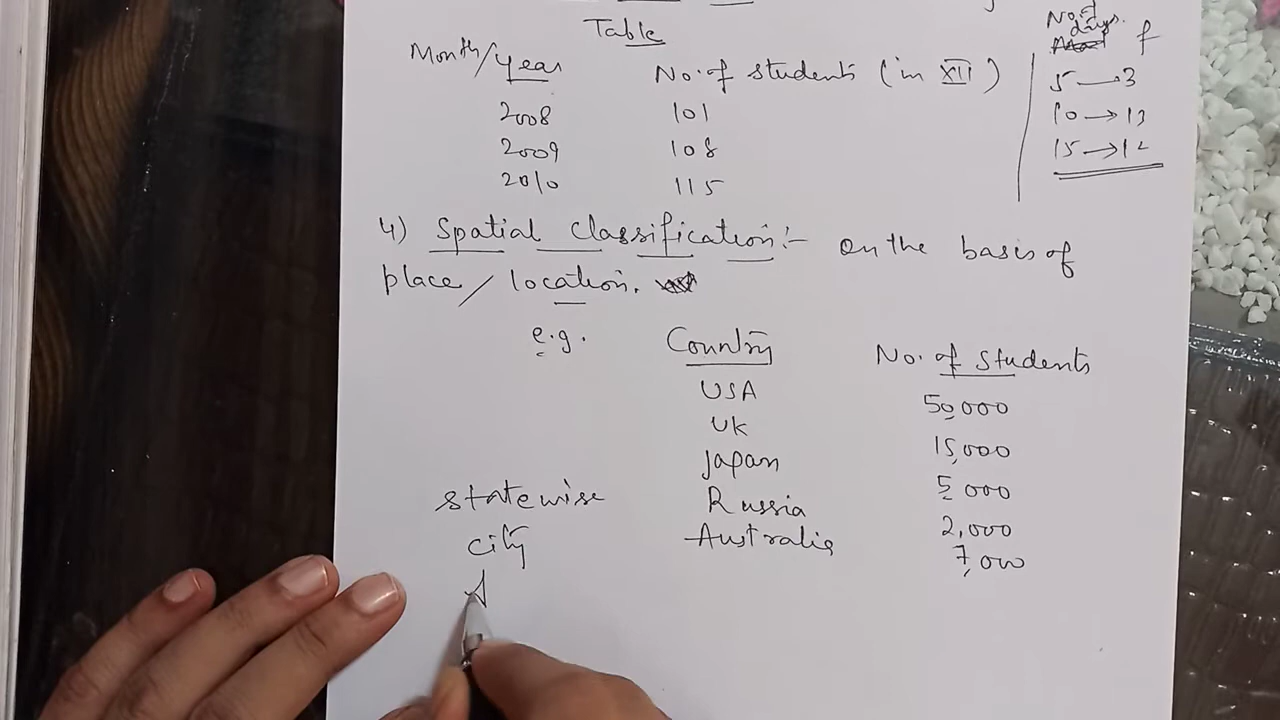 Table
Month/year No. of students (in XII)
2008 101
2009 108
2010 115
No. of days. f
5 → 3
10 → 13
15 → 12
4) Spatial Classification:- on the basis of
place / location.
e.g. Country No. of students
USA 50,000
UK 15,000
Japan 5,000
Russia 2,000
Australia 7,000
statewise
city